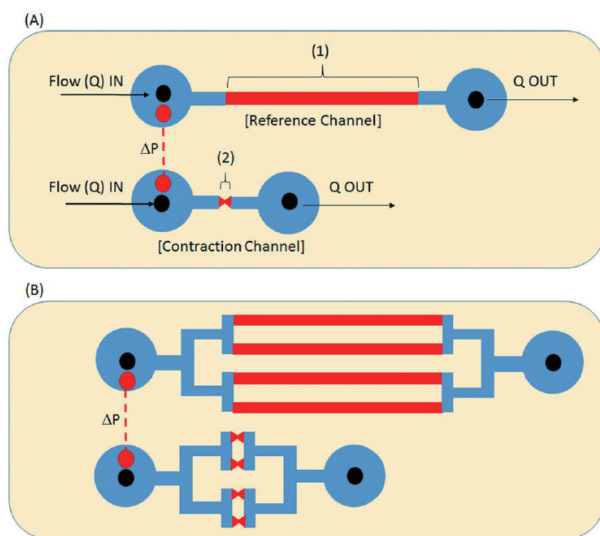 (A)
(1)
Flow (Q) IN
Q OUT
[Reference Channel]
ΔP
(2)
Flow (Q) IN
Q OUT
[Contraction Channel]
(B)
ΔP